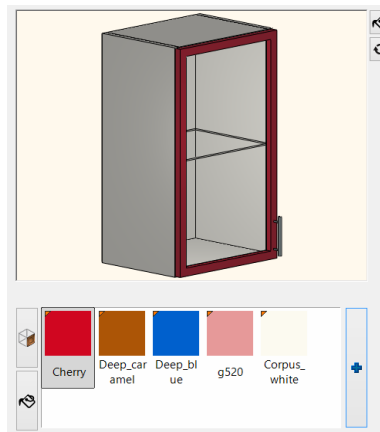 Cherry
Deep_car
amel
Deep_bl
ue
g520
Corpus_
white